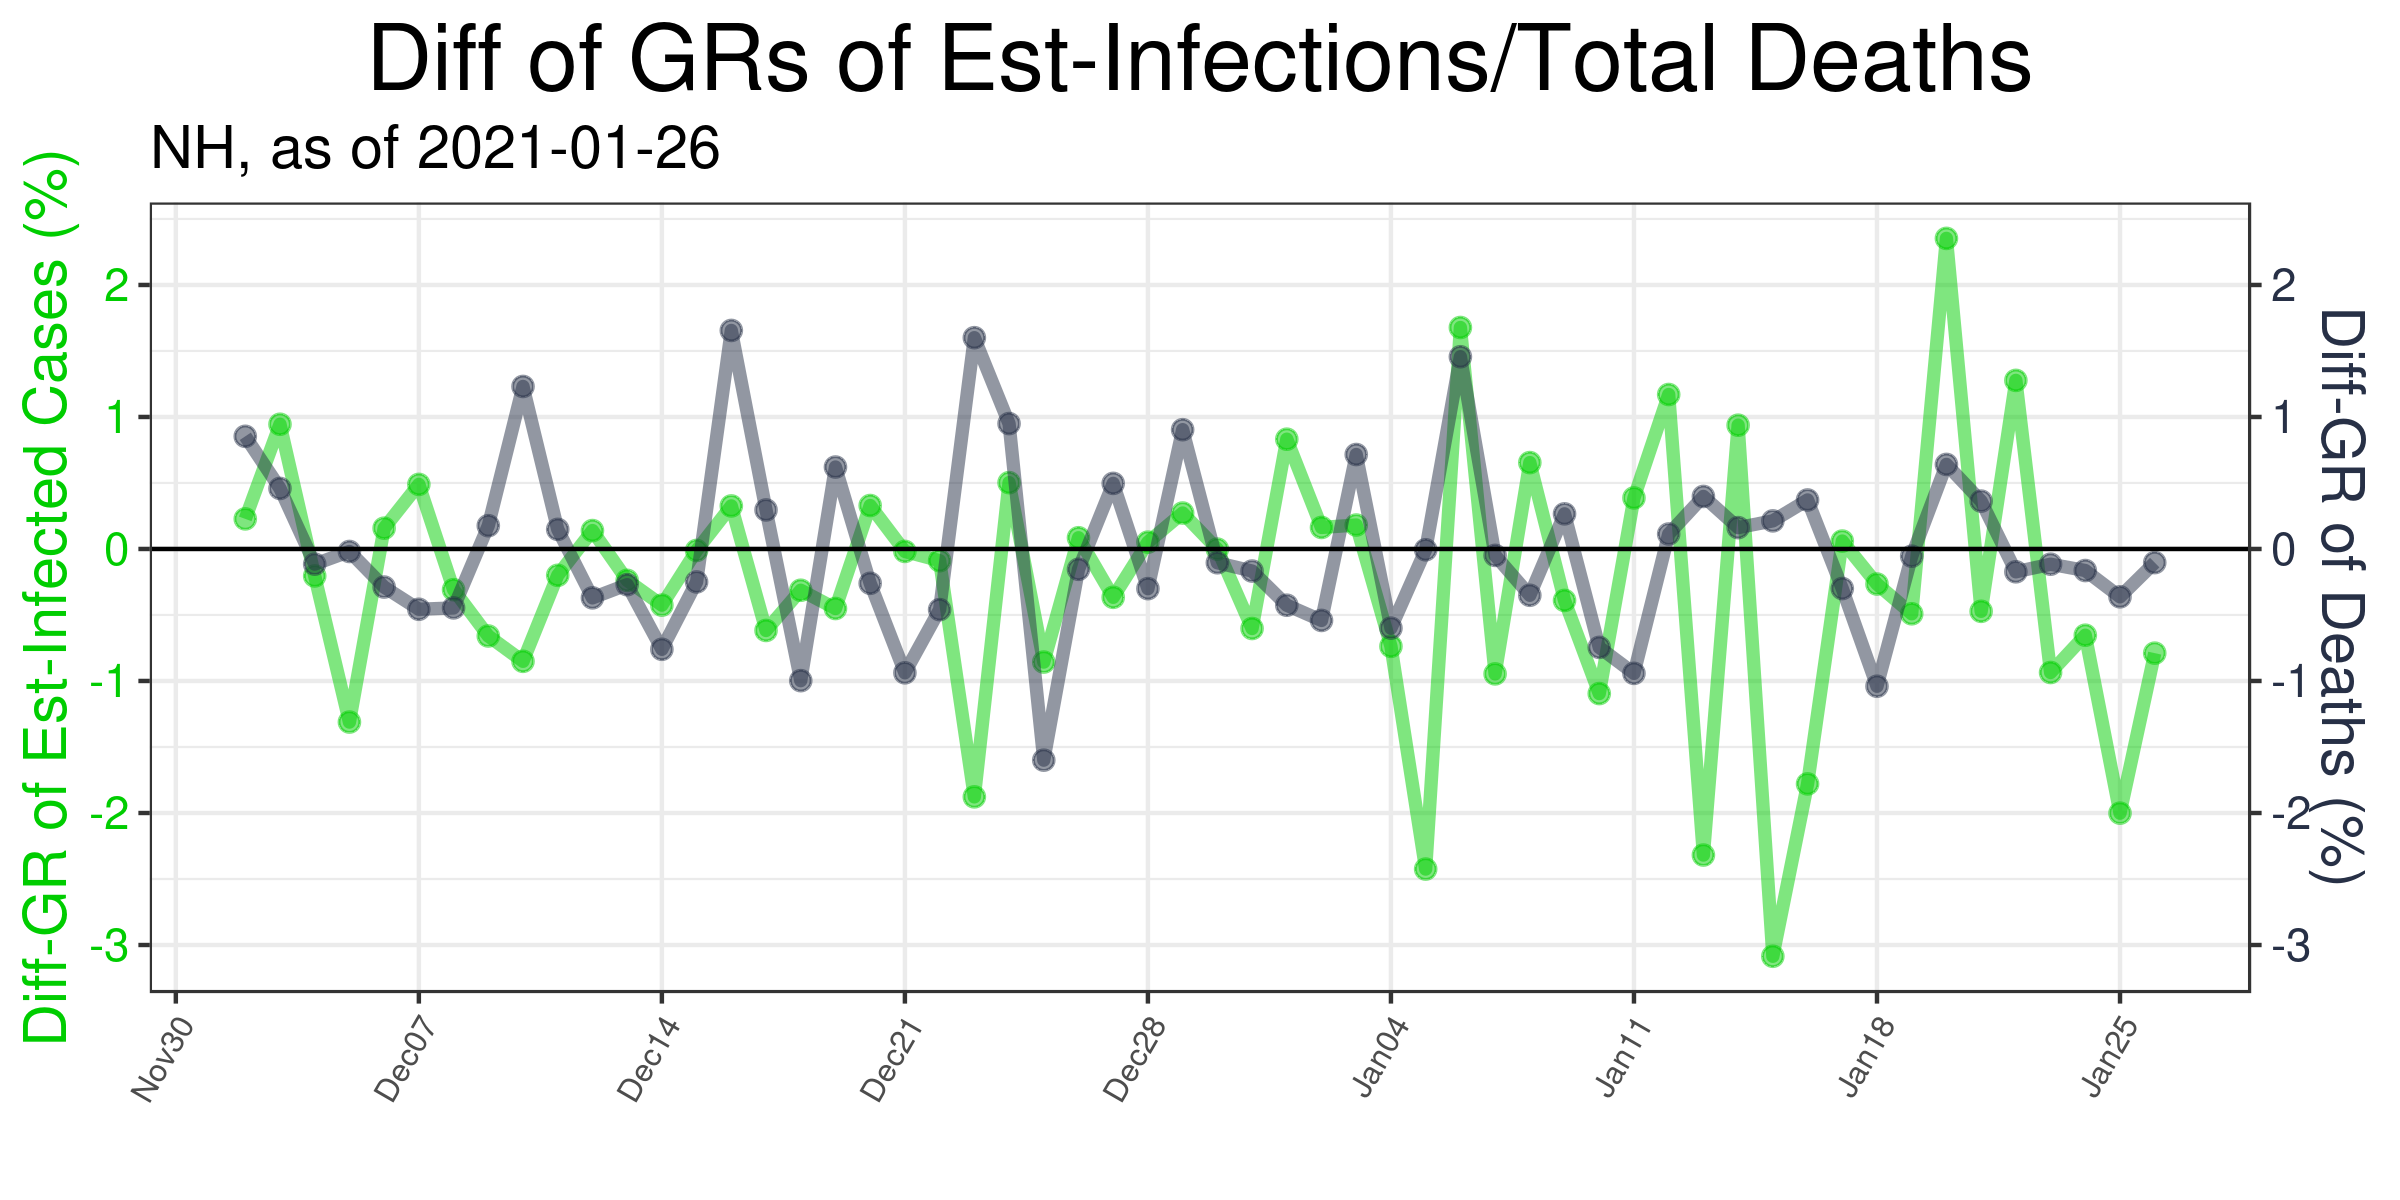 Diff of GRs of Est-Infections/Total Deaths
NH, as of 2021-01-26
Diff-GR of Est-Infected Cases (%)
2
1
0
-1
-2
-3
2
1
0
-1
-2
-3
Diff-GR of Deaths (%)
Nov30
Dec07
Dec14
Dec21
Dec28
Jan04
Jan11
Jan18
Jan25